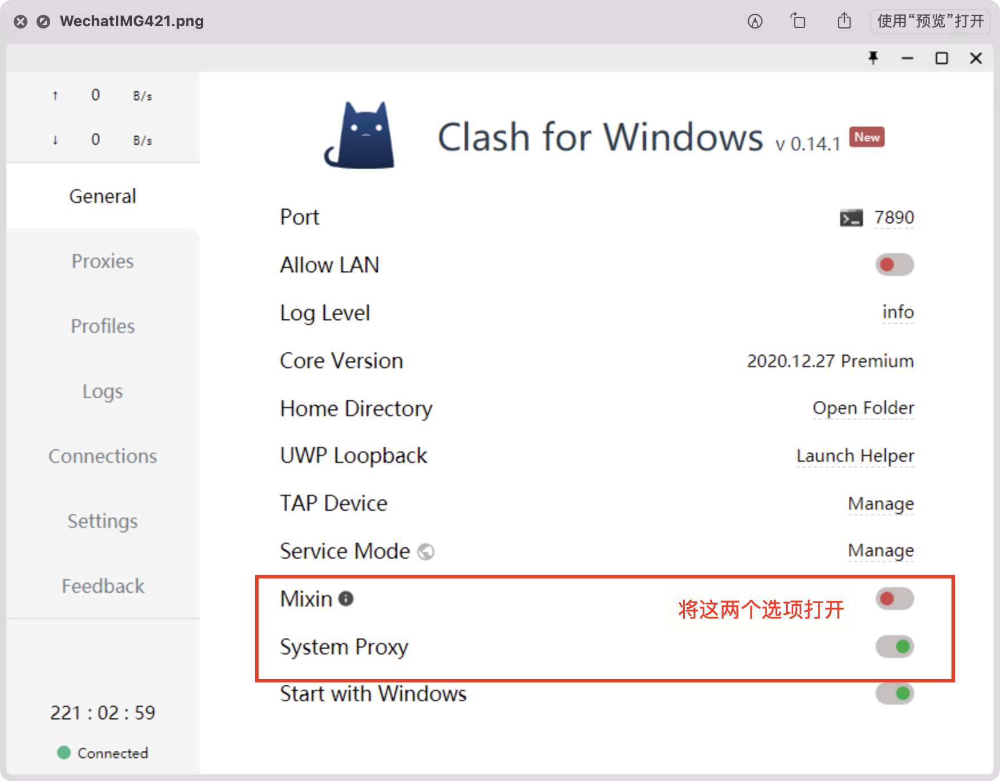 WechatIMG421.png
使用“预览”打开
↑ 0 B/s
↓ 0 B/s
General
Proxies
Profiles
Logs
Connections
Settings
Feedback
221 : 02 : 59
Connected
Clash for Windows v 0.14.1 New
Port 7890
Allow LAN
Log Level info
Core Version 2020.12.27 Premium
Home Directory Open Folder
UWP Loopback Launch Helper
TAP Device Manage
Service Mode Manage
Mixin
将这两个选项打开
System Proxy
Start with Windows